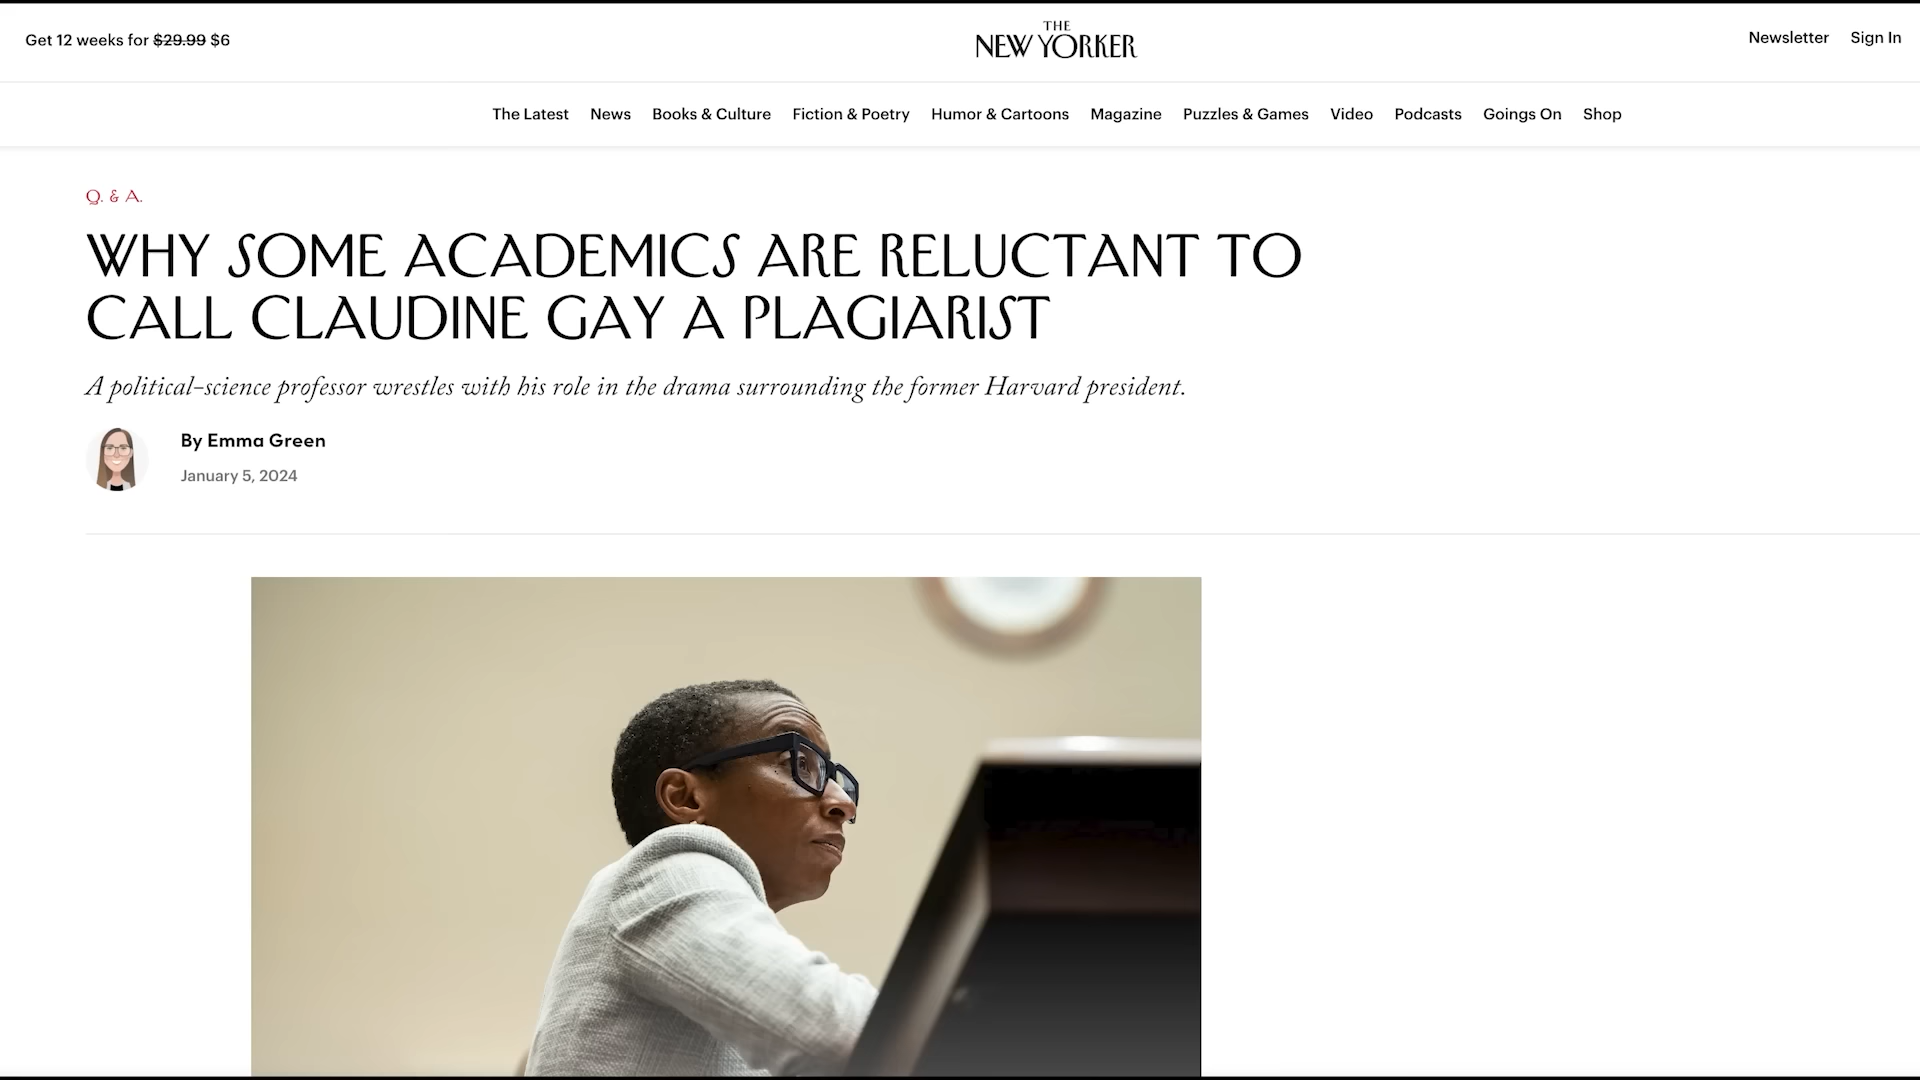 Get 12 weeks for $29.99 $6
THE
NEW YORKER
Newsletter Sign In
The Latest News Books & Culture Fiction & Poetry Humor & Cartoons Magazine Puzzles & Games Video Podcasts Goings On Shop
Q. & A.
WHY SOME ACADEMICS ARE RELUCTANT TO
CALL CLAUDINE GAY A PLAGIARIST
A political-science professor wrestles with his role in the drama surrounding the former Harvard president.
By Emma Green
January 5, 2024